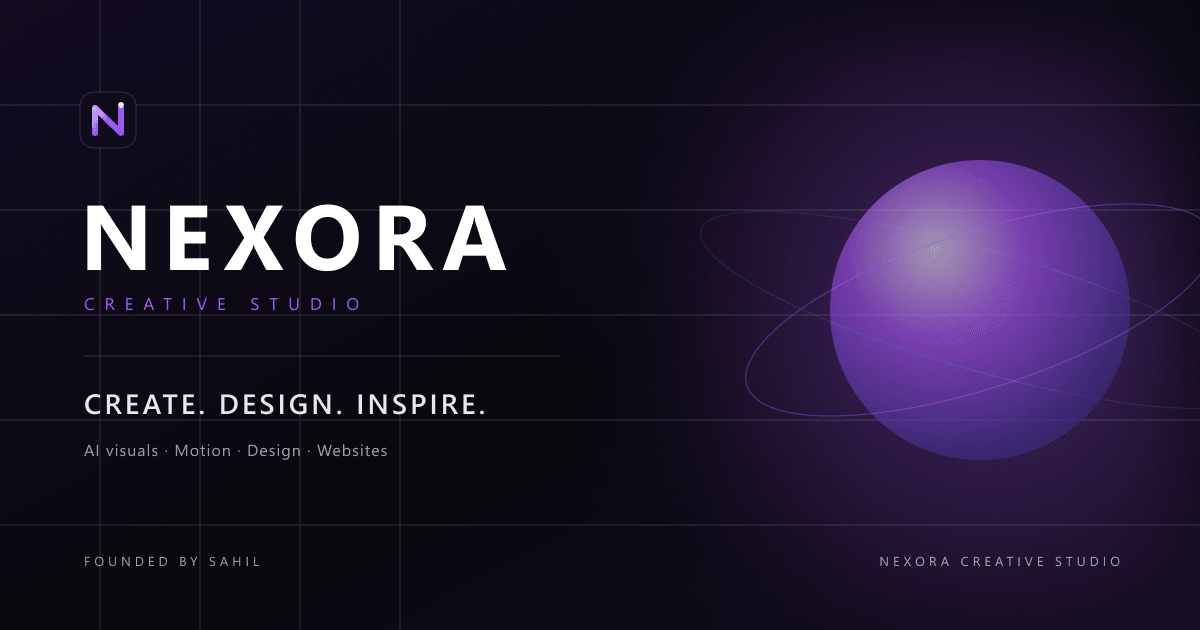 N
NEXORA
CREATIVE STUDIO
CREATE. DESIGN. INSPIRE.
AI visuals · Motion · Design · Websites
FOUNDED BY SAHIL
NEXORA CREATIVE STUDIO